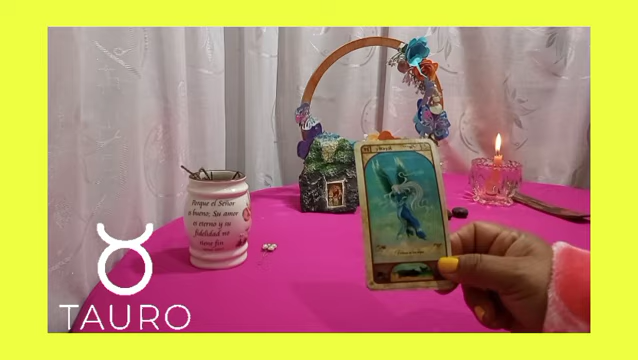 Porque el Señor
es bueno; Su amor
es eterno y su
fidelidad no
tiene fin
TAURO